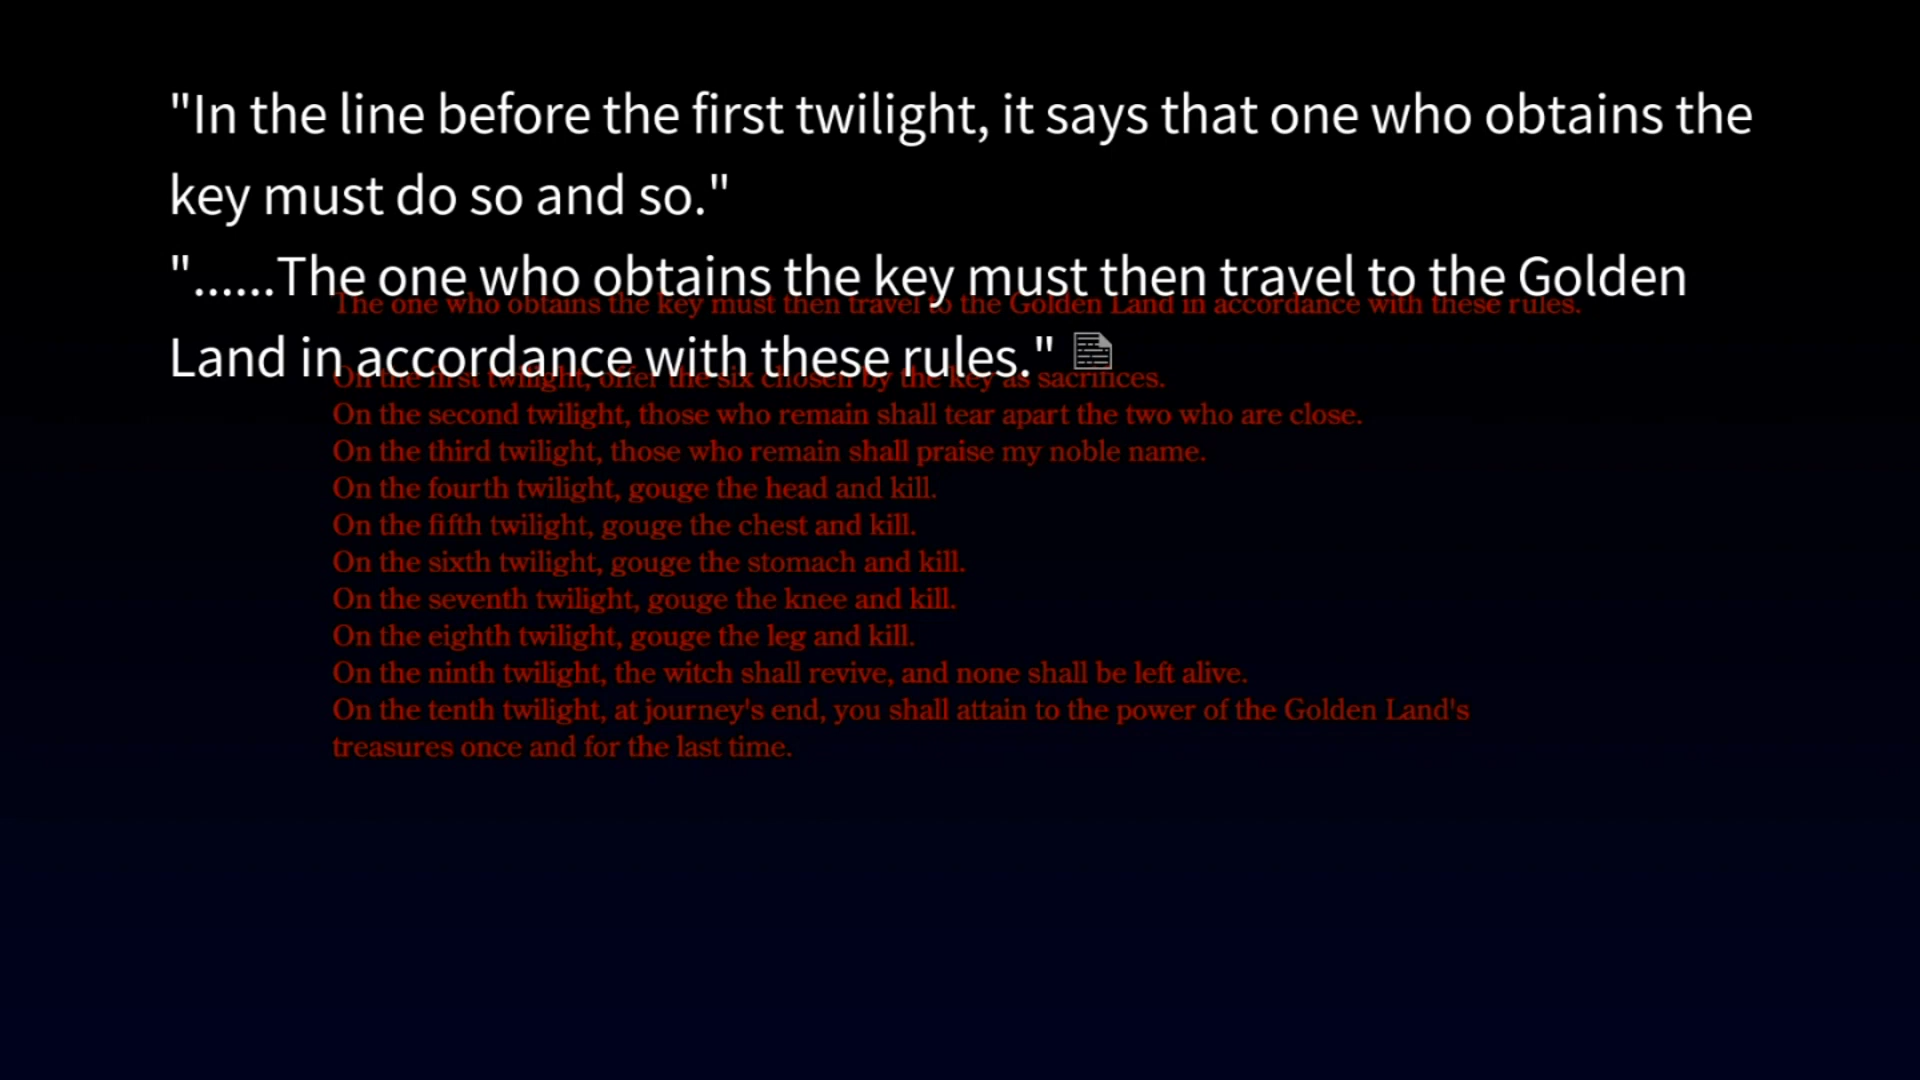 "In the line before the first twilight, it says that one who obtains the
key must do so and so."
"......The one who obtains the key must then travel to the Golden
Land in accordance with these rules."
The one who obtains the key must then travel to the Golden Land in accordance with these rules.
On the first twilight, offer the six chosen by the key as sacrifices.
On the second twilight, those who remain shall tear apart the two who are close.
On the third twilight, those who remain shall praise my noble name.
On the fourth twilight, gouge the head and kill.
On the fifth twilight, gouge the chest and kill.
On the sixth twilight, gouge the stomach and kill.
On the seventh twilight, gouge the knee and kill.
On the eighth twilight, gouge the leg and kill.
On the ninth twilight, the witch shall revive, and none shall be left alive.
On the tenth twilight, at journey's end, you shall attain to the power of the Golden Land's
treasures once and for the last time.